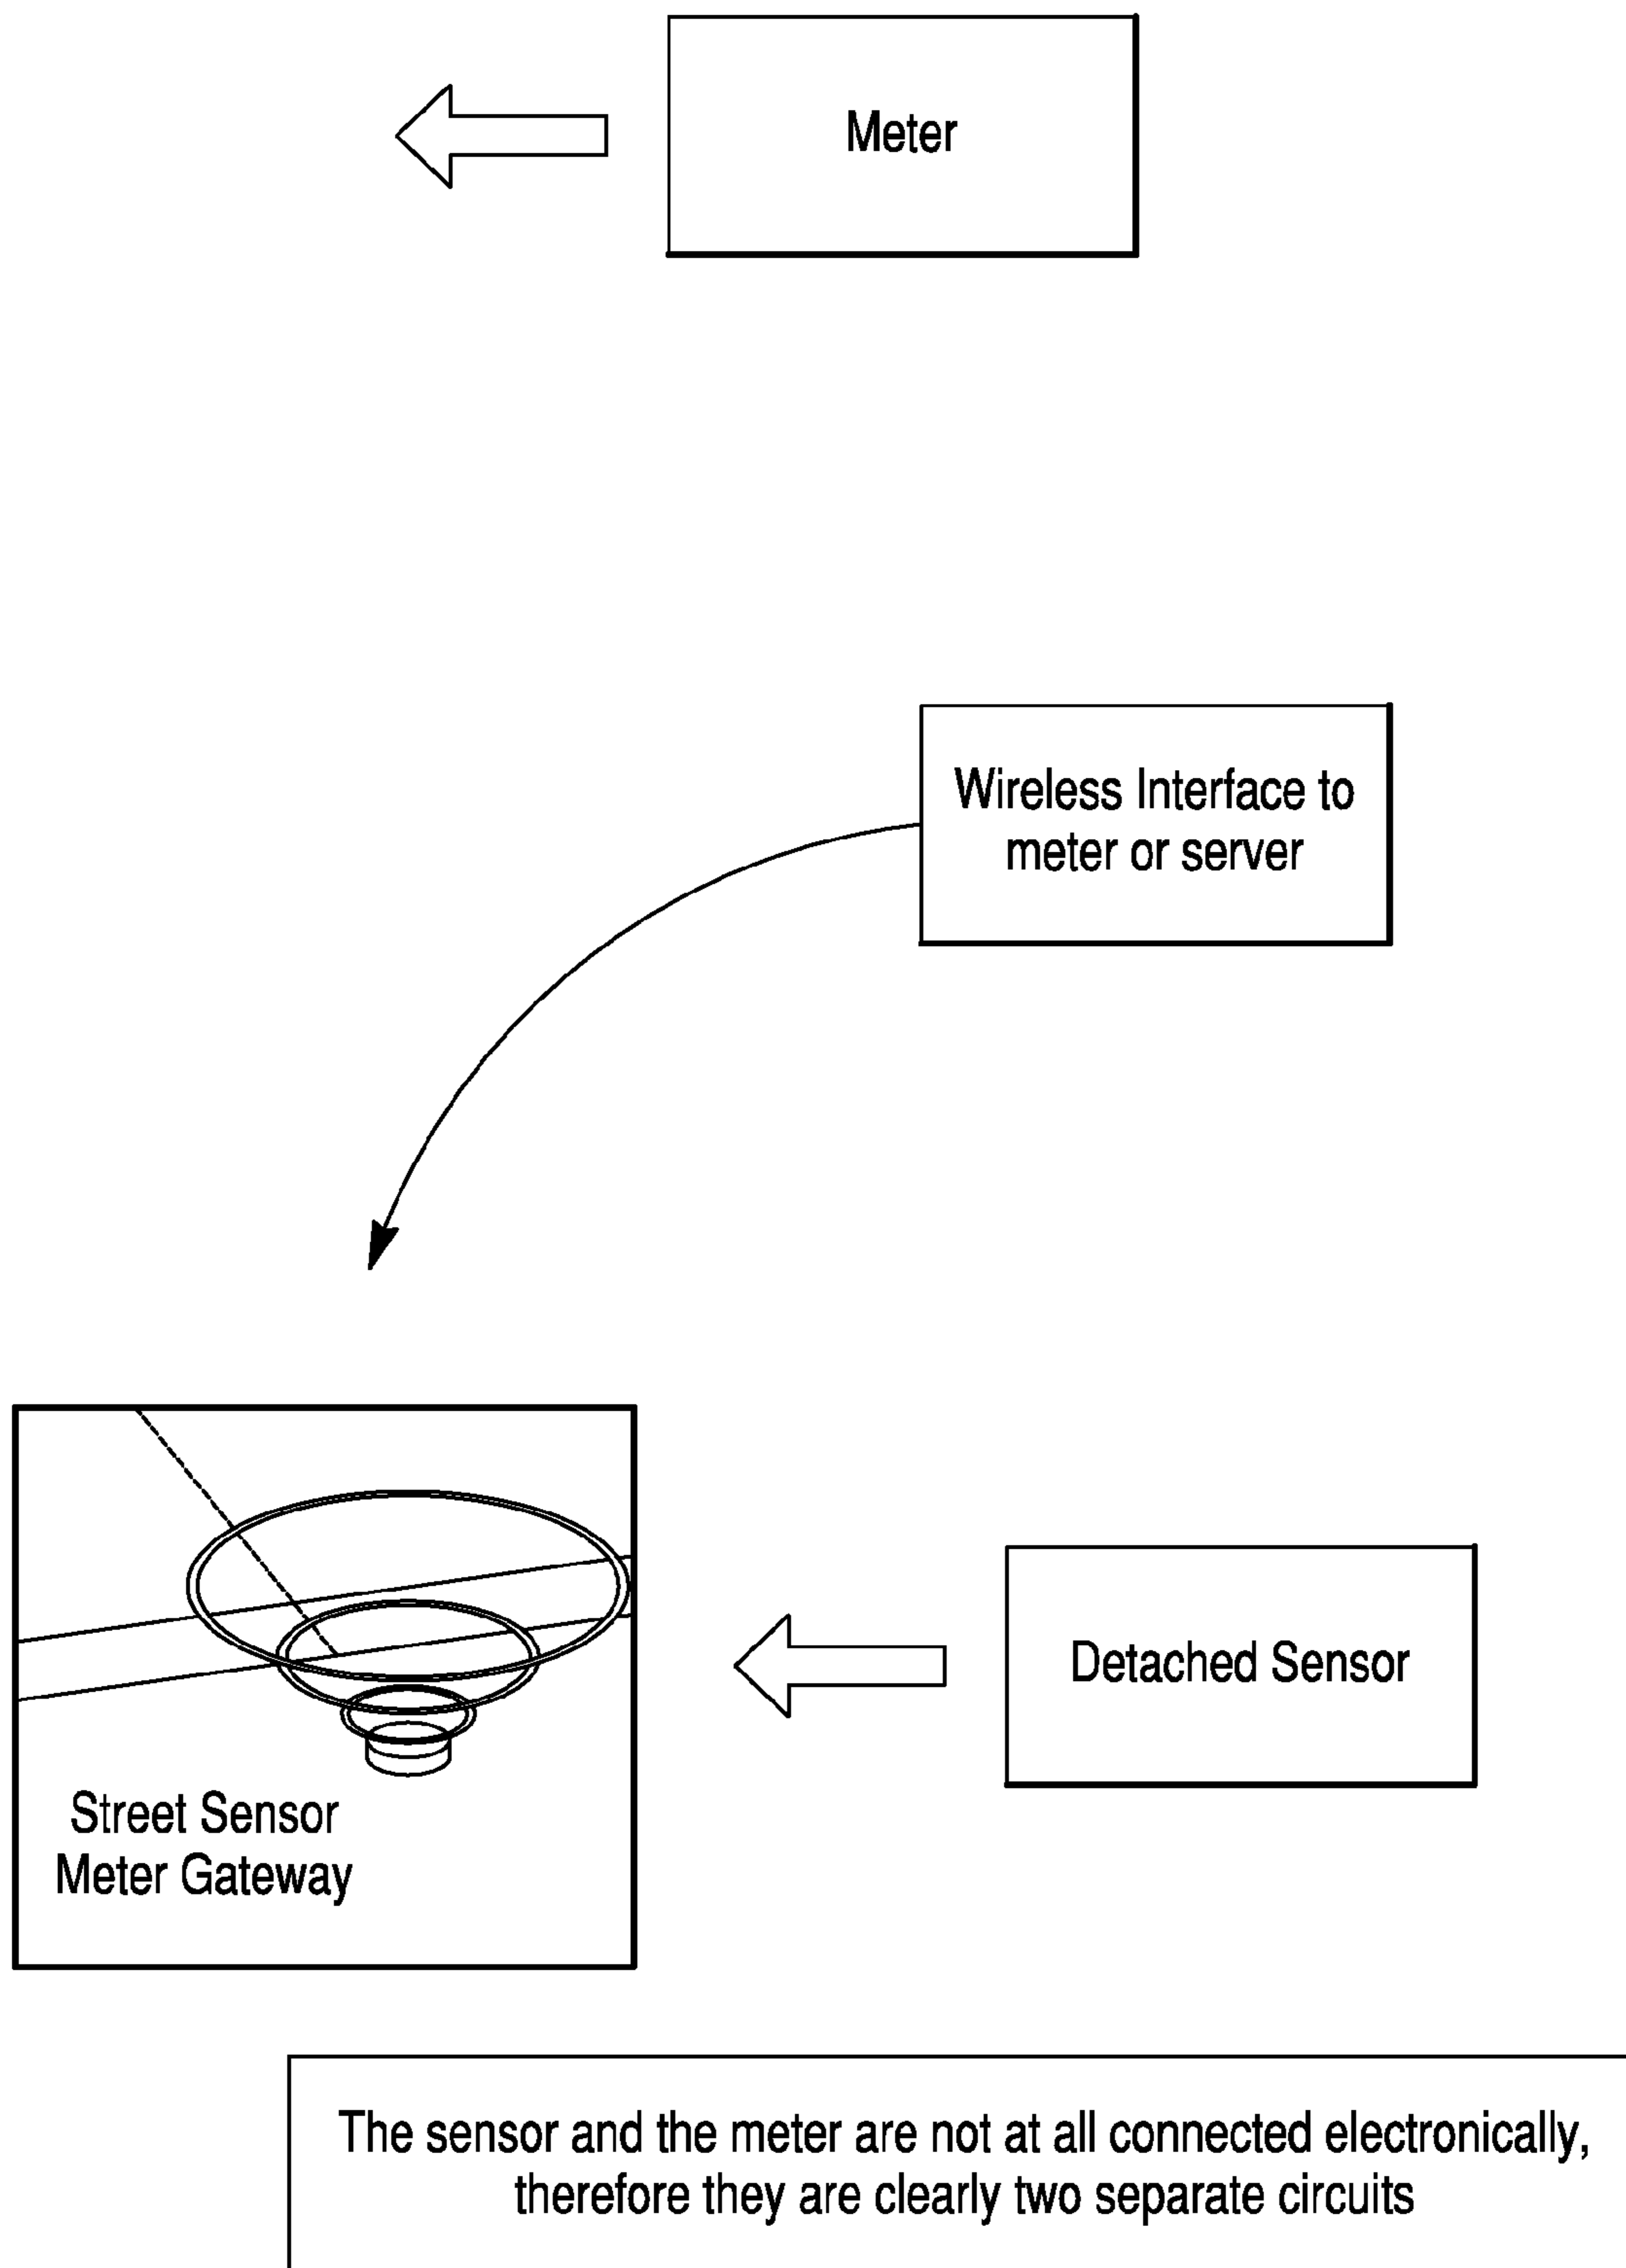 Meter
Wireless Interface to
meter or server
Detached Sensor
Street Sensor
Meter Gateway
The sensor and the meter are not at all connected electronically,
therefore they are clearly two separate circuits